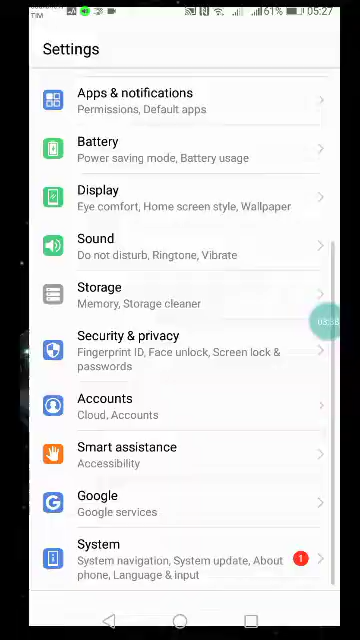 TIM
61% 05:27
Settings
Apps & notifications
Permissions, Default apps
Battery
Power saving mode, Battery usage
Display
Eye comfort, Home screen style, Wallpaper
Sound
Do not disturb, Ringtone, Vibrate
Storage
Memory, Storage cleaner
Security & privacy
Fingerprint ID, Face unlock, Screen lock &
passwords
Accounts
Cloud, Accounts
Smart assistance
Accessibility
Google
Google services
System
System navigation, System update, About
phone, Language & input
1